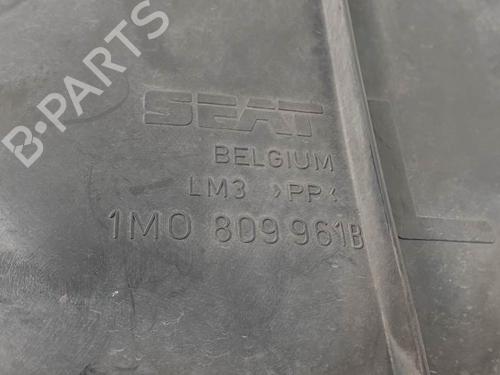 B-PARTS
SEAT
BELGIUM
LM3 >PP<
1M0 809 961B